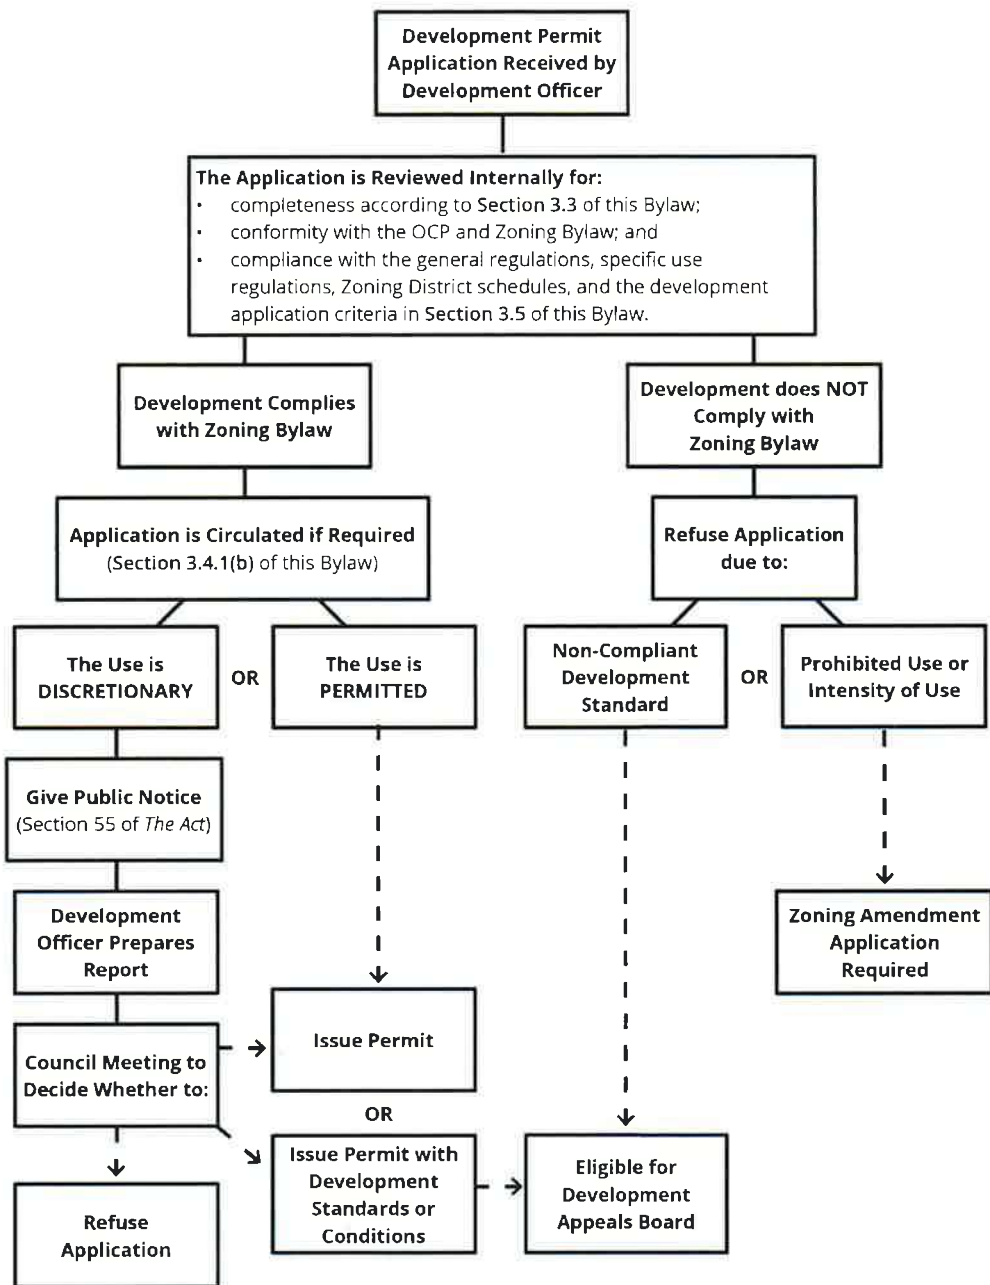 Development Permit
Application Received by
Development Officer
The Application is Reviewed Internally for:
• completeness according to Section 3.3 of this Bylaw;
• conformity with the OCP and Zoning Bylaw; and
• compliance with the general regulations, specific use
regulations, Zoning District schedules, and the development
application criteria in Section 3.5 of this Bylaw.
Development Complies
with Zoning Bylaw
Development does NOT
Comply with
Zoning Bylaw
Application is Circulated if Required
(Section 3.4.1(b) of this Bylaw)
Refuse Application
due to:
The Use is
DISCRETIONARY
OR
The Use is
PERMITTED
Non-Compliant
Development
Standard
OR
Prohibited Use or
Intensity of Use
Give Public Notice
(Section 55 of The Act)
Development
Officer Prepares
Report
Zoning Amendment
Application
Required
Council Meeting to
Decide Whether to:
Issue Permit
OR
Issue Permit with
Development
Standards or
Conditions
Eligible for
Development
Appeals Board
Refuse
Application